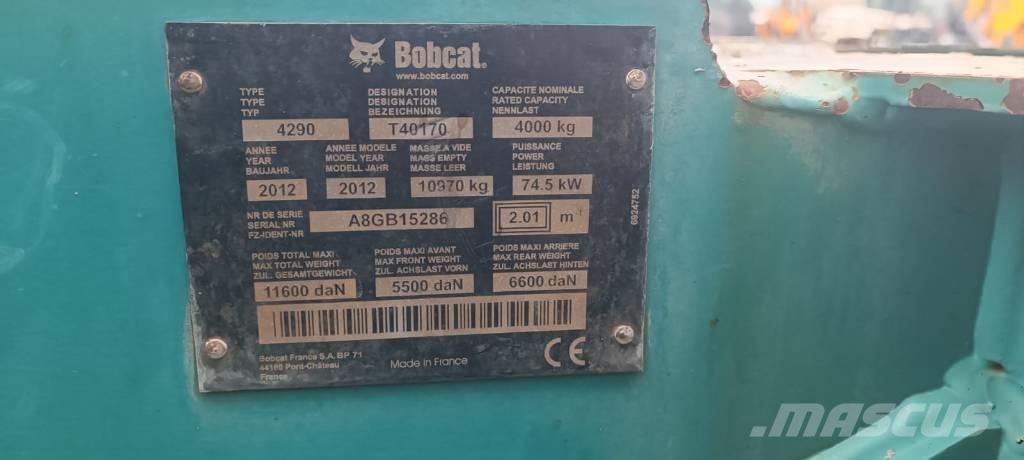 Bobcat.
www.bobcat.com
TYPE DESIGNATION CAPACITE NOMINALE
TYPE DESIGNATION RATED CAPACITY
TYP BEZEICHNUNG NENNLAST
4290 T40170 4000 kg
ANNEE ANNEE MODELE MASSE A VIDE PUISSANCE
YEAR MODEL YEAR MASS EMPTY POWER
BAUJAHR MODELL JAHR MASSE LEER LEISTUNG
2012 2012 10970 kg 74.5 kW
NR DE SERIE
SERIAL NR
FZ-IDENT-NR
A8GB15286 2.01 m
6924752
POIDS TOTAL MAXI POIDS MAXI AVANT POIDS MAXI ARRIERE
MAX TOTAL WEIGHT MAX FRONT WEIGHT MAX REAR WEIGHT
ZUL. GESAMTGEWICHT ZUL. ACHSLAST VORN ZUL. ACHSLAST HINTEN
11600 daN 5500 daN 6600 daN
Bobcat France S.A. BP 71
44160 Pont-Château
France
Made in France
CE
MASCUS